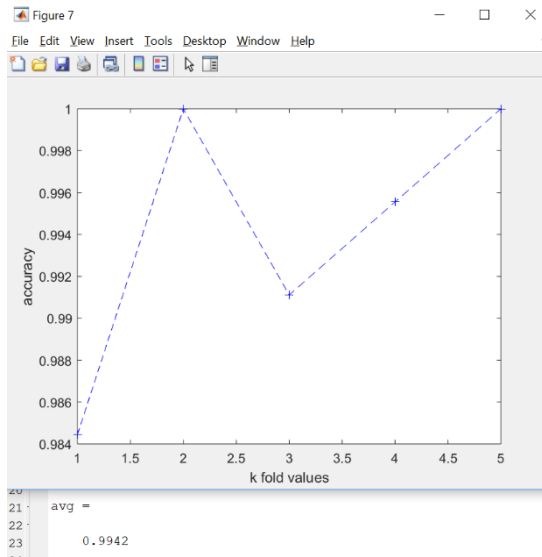 Figure 7
File Edit View Insert Tools Desktop Window Help
1
0.998
0.996
0.994
0.992
0.99
0.988
0.986
0.984
accuracy
1 1.5 2 2.5 3 3.5 4 4.5 5
k fold values
20
21 avg =
22
23 0.9942